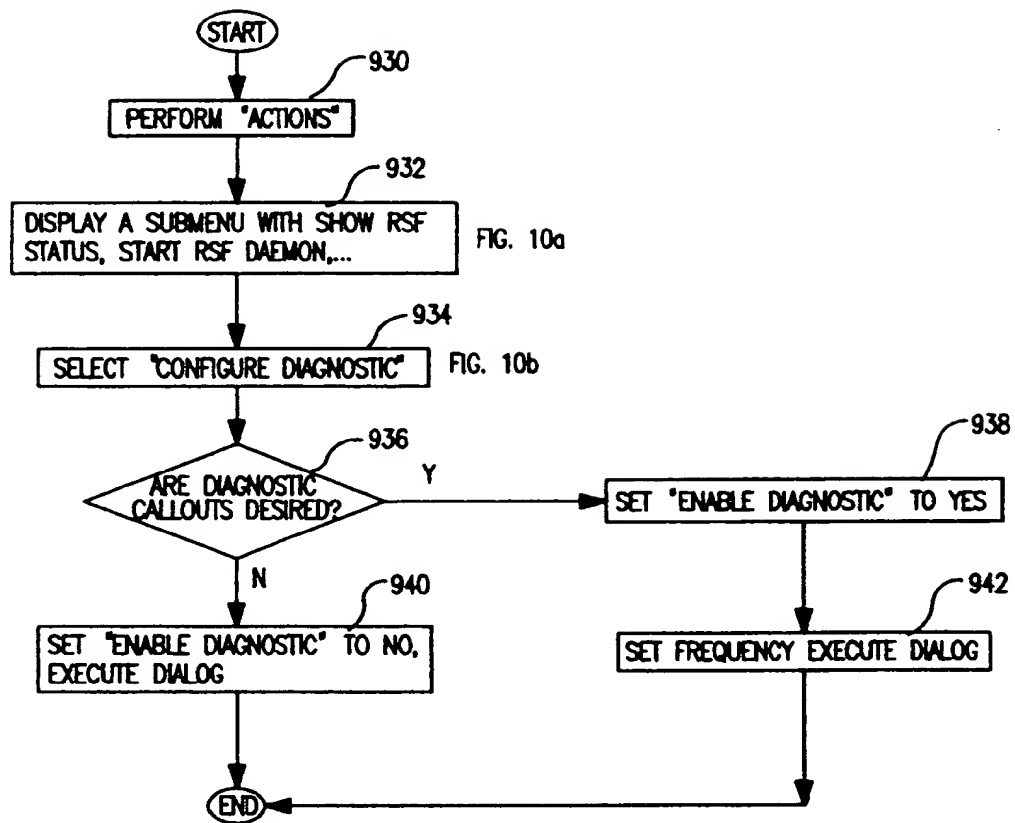 START
930
PERFORM "ACTIONS"
932
DISPLAY A SUBMENU WITH SHOW RSF
STATUS, START RSF DAEMON,...
FIG. 10a
934
SELECT "CONFIGURE DIAGNOSTIC"
FIG. 10b
936
ARE DIAGNOSTIC
CALLOUTS DESIRED?
Y
938
SET "ENABLE DIAGNOSTIC" TO YES
N
940
SET "ENABLE DIAGNOSTIC" TO NO,
EXECUTE DIALOG
942
SET FREQUENCY EXECUTE DIALOG
END